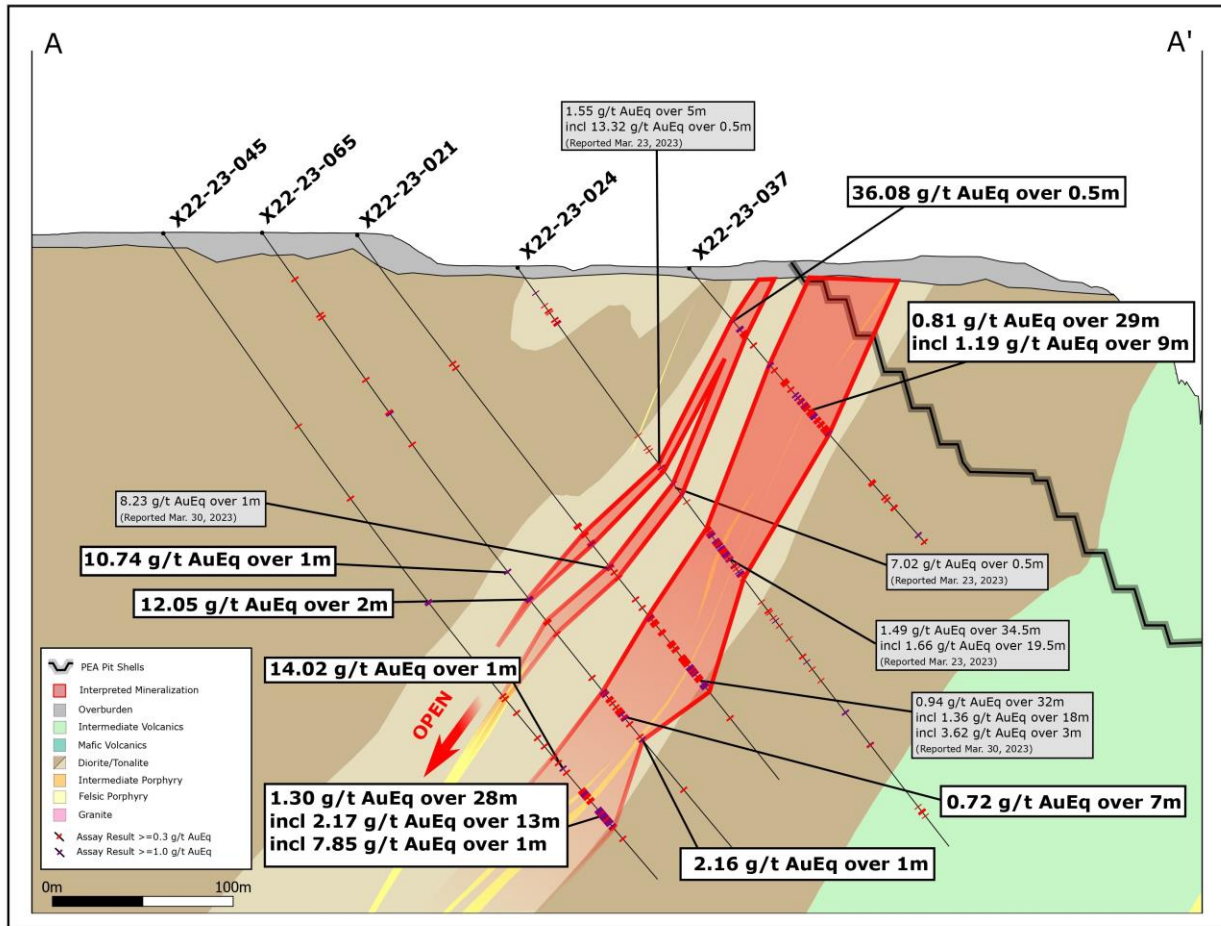 A
A'
1.55 g/t AuEq over 5m
incl 13.32 g/t AuEq over 0.5m
(Reported Mar. 23, 2023)
X22-23-045
X22-23-065
X22-23-021
X22-23-024
X22-23-037
36.08 g/t AuEq over 0.5m
0.81 g/t AuEq over 29m
incl 1.19 g/t AuEq over 9m
8.23 g/t AuEq over 1m
(Reported Mar. 30, 2023)
10.74 g/t AuEq over 1m
12.05 g/t AuEq over 2m
7.02 g/t AuEq over 0.5m
(Reported Mar. 23, 2023)
1.49 g/t AuEq over 34.5m
incl 1.66 g/t AuEq over 19.5m
(Reported Mar. 23, 2023)
14.02 g/t AuEq over 1m
OPEN
0.94 g/t AuEq over 32m
incl 1.36 g/t AuEq over 18m
incl 3.62 g/t AuEq over 3m
(Reported Mar. 30, 2023)
1.30 g/t AuEq over 28m
incl 2.17 g/t AuEq over 13m
incl 7.85 g/t AuEq over 1m
0.72 g/t AuEq over 7m
2.16 g/t AuEq over 1m
PEA Pit Shells
Interpreted Mineralization
Overburden
Intermediate Volcanics
Mafic Volcanics
Diorite/Tonalite
Intermediate Porphyry
Felsic Porphyry
Granite
Assay Result >=0.3 g/t AuEq
Assay Result >=1.0 g/t AuEq
0m
100m